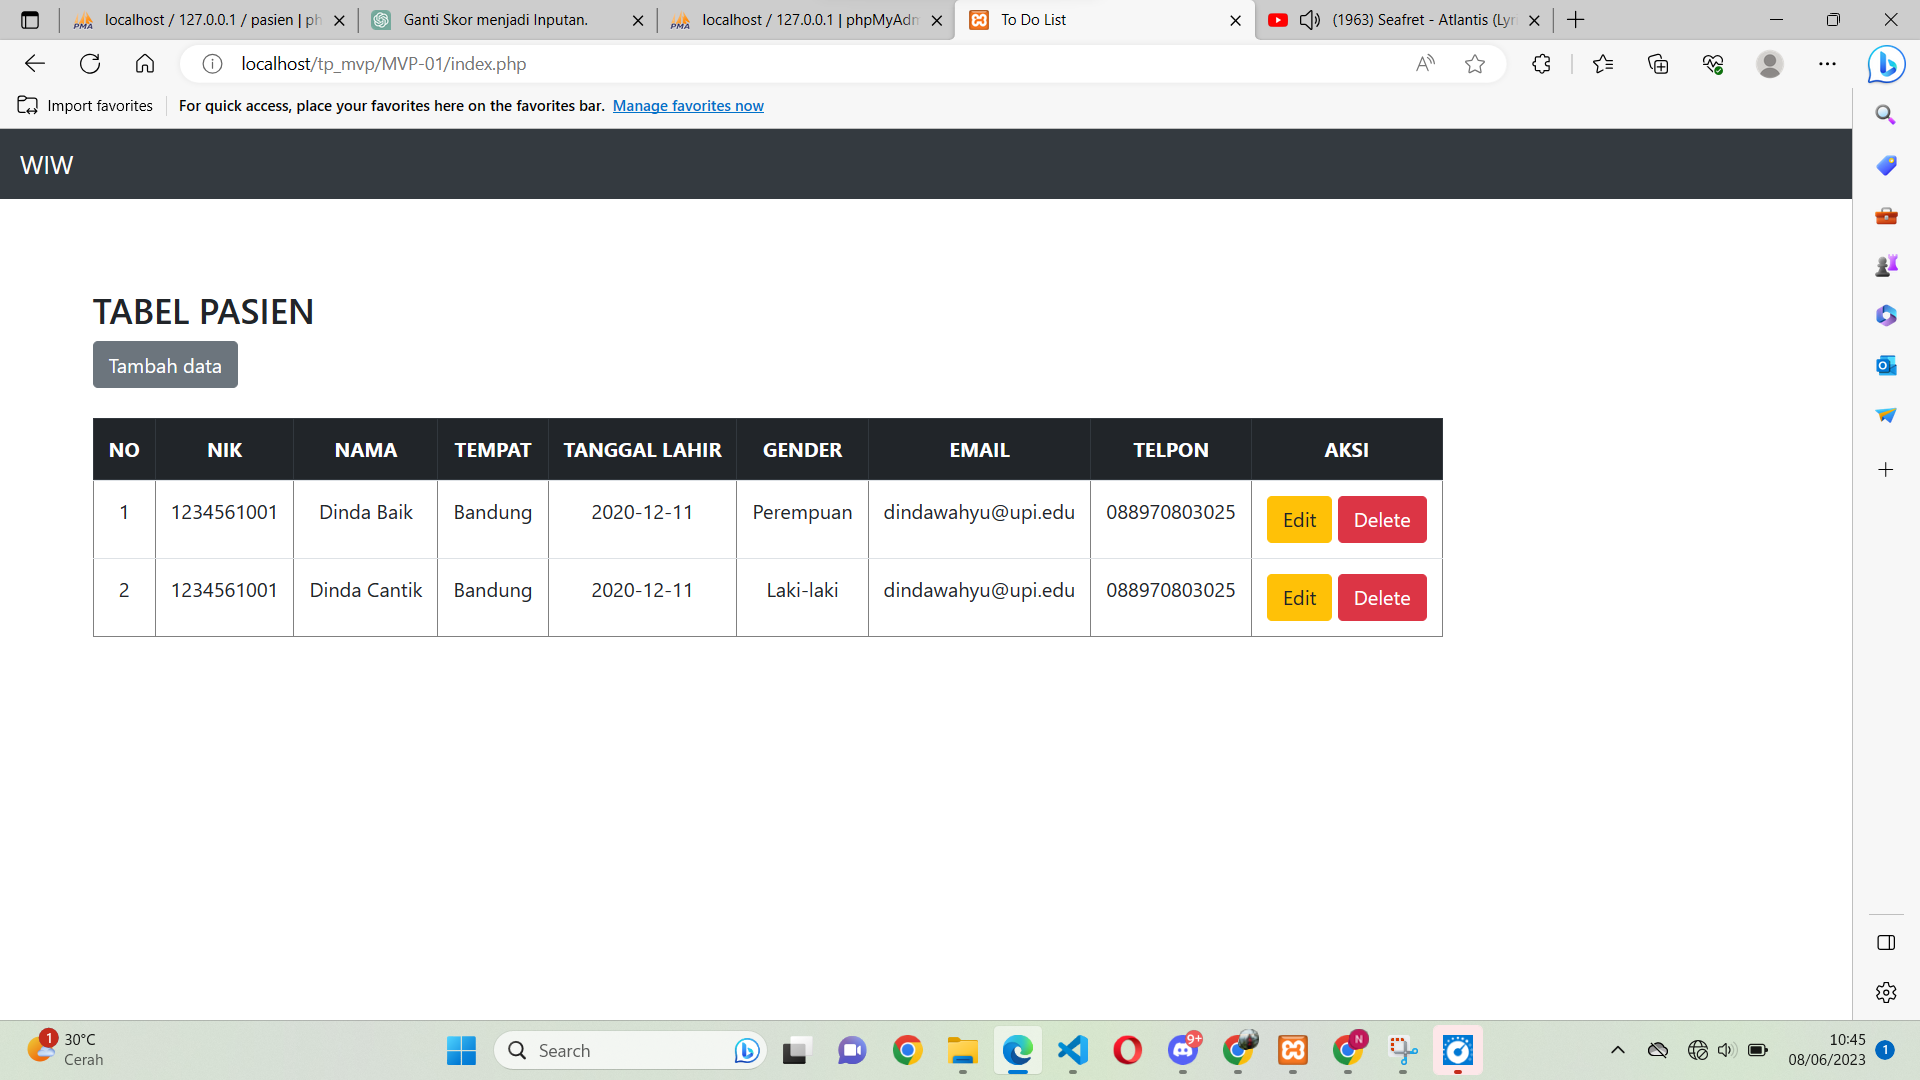 localhost / 127.0.0.1 / pasien | ph
Ganti Skor menjadi Inputan.
localhost / 127.0.0.1 | phpMyAdm
To Do List
(1963) Seafret - Atlantis (Lyri
localhost/tp_mvp/MVP-01/index.php
Import favorites
For quick access, place your favorites here on the favorites bar. Manage favorites now
WIW
TABEL PASIEN
Tambah data
NO NIK NAMA TEMPAT TANGGAL LAHIR GENDER EMAIL TELPON AKSI
1 1234561001 Dinda Baik Bandung 2020-12-11 Perempuan dindawahyu@upi.edu 088970803025 Edit Delete
2 1234561001 Dinda Cantik Bandung 2020-12-11 Laki-laki dindawahyu@upi.edu 088970803025 Edit Delete
1
30°C
Cerah
Search
9+
N
10:45
08/06/2023
1